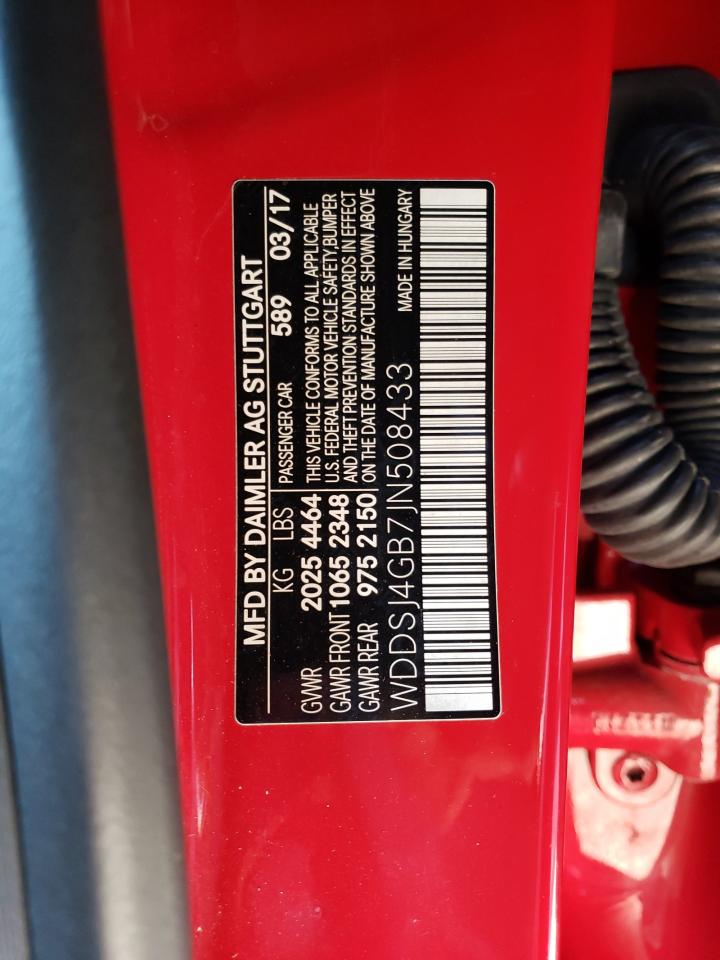 MFD BY DAIMLER AG STUTTGART
KG LBS PASSENGER CAR 589 03/17
GVWR 2025 4464 THIS VEHICLE CONFORMS TO ALL APPLICABLE
U.S. FEDERAL MOTOR VEHICLE SAFETY,BUMPER
GAWR FRONT 1065 2348 AND THEFT PREVENTION STANDARDS IN EFFECT
GAWR REAR 975 2150 ON THE DATE OF MANUFACTURE SHOWN ABOVE
WDDSJ4GB7JN508433 MADE IN HUNGARY